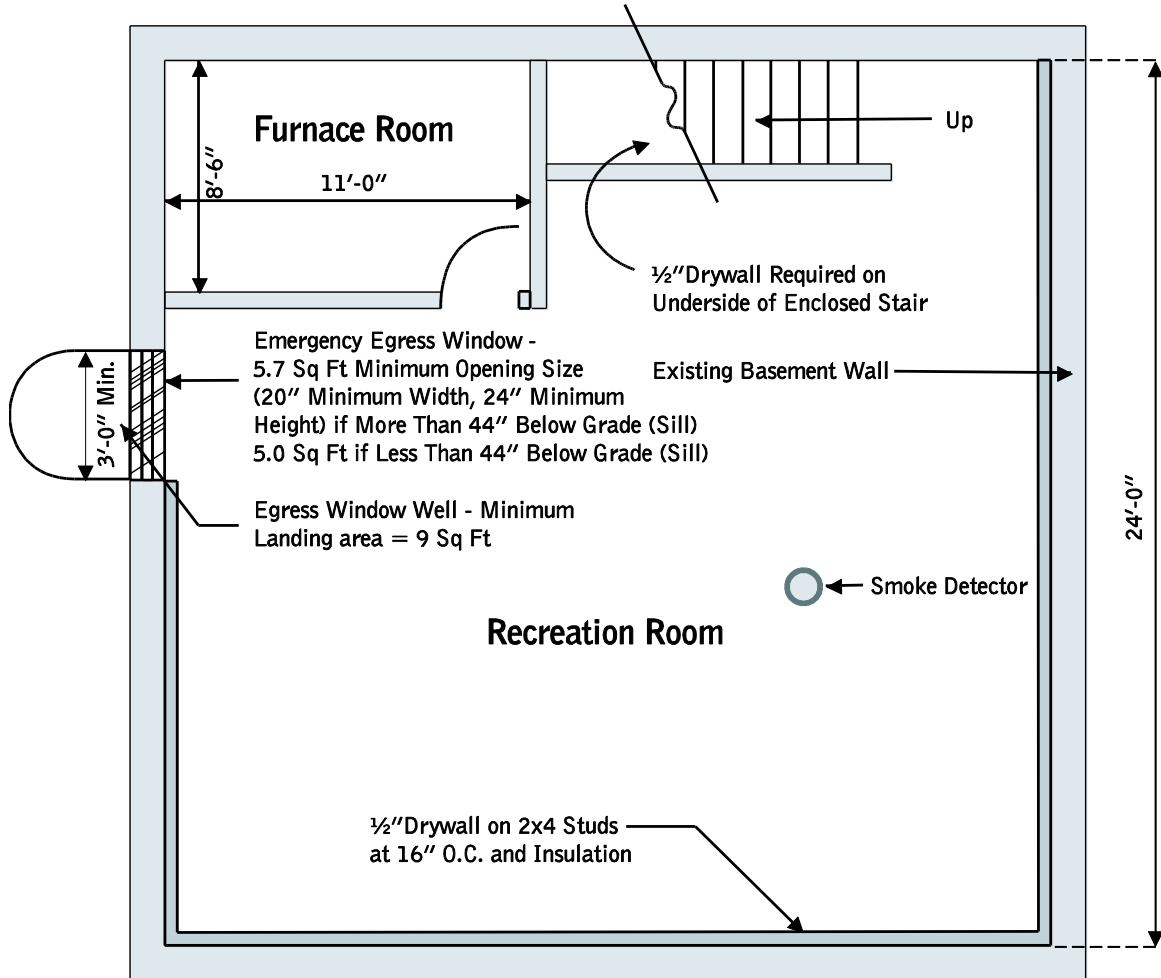 Furnace Room
8′-6″
11′-0″
Up
½″Drywall Required on
Underside of Enclosed Stair
Emergency Egress Window -
5.7 Sq Ft Minimum Opening Size
(20″ Minimum Width, 24″ Minimum
Height) if More Than 44″ Below Grade (Sill)
5.0 Sq Ft if Less Than 44″ Below Grade (Sill)
Existing Basement Wall
3′-0″ Min.
Egress Window Well - Minimum
Landing area = 9 Sq Ft
24′-0″
Smoke Detector
Recreation Room
½″Drywall on 2x4 Studs
at 16″ O.C. and Insulation